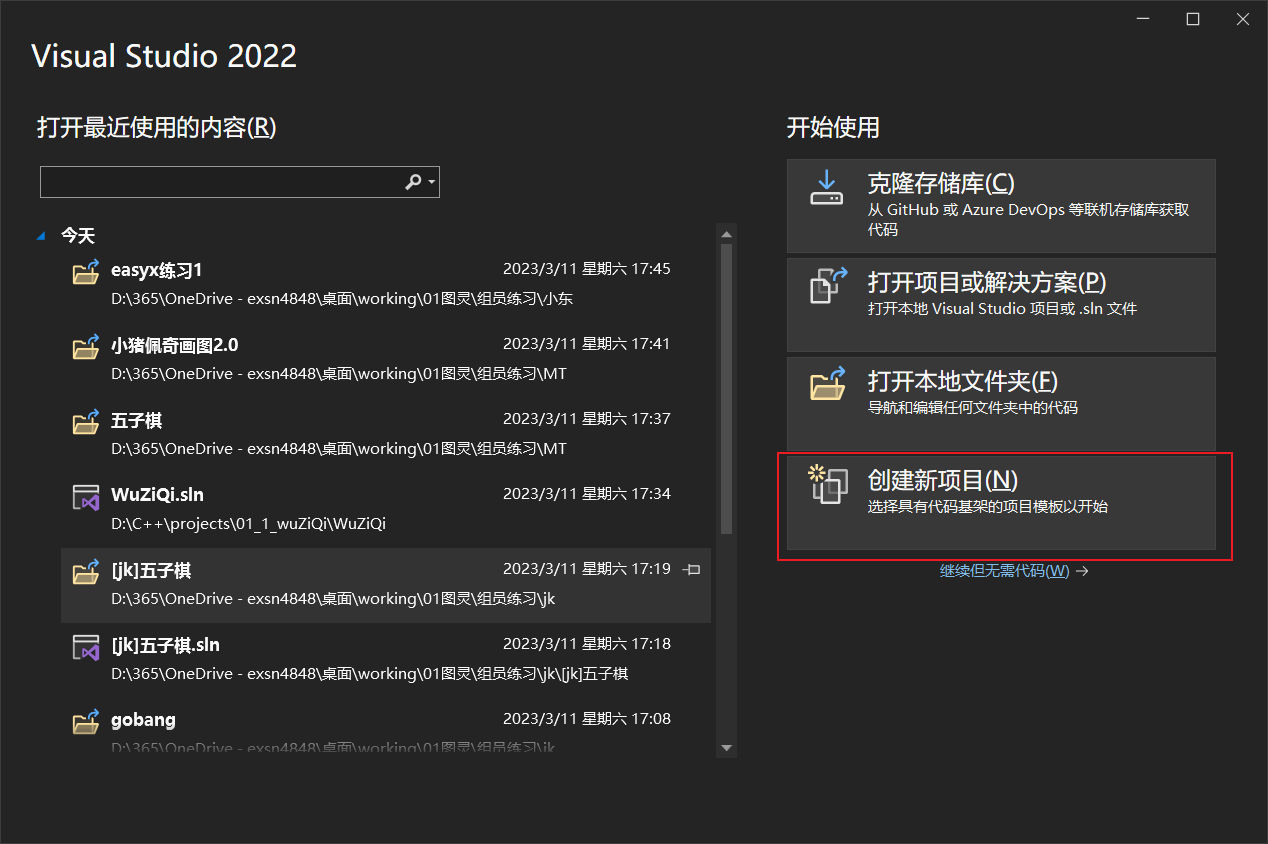 Visual Studio 2022
打开最近使用的内容(R)
今天
easyx练习1 2023/3/11 星期六 17:45
D:\365\OneDrive - exsn4848\桌面\working\01图灵\组员练习\小东
小猪佩奇画图2.0 2023/3/11 星期六 17:41
D:\365\OneDrive - exsn4848\桌面\working\01图灵\组员练习\MT
五子棋 2023/3/11 星期六 17:37
D:\365\OneDrive - exsn4848\桌面\working\01图灵\组员练习\MT
WuZiQi.sln 2023/3/11 星期六 17:34
D:\C++\projects\01_1_wuZiQi\WuZiQi
[jk]五子棋 2023/3/11 星期六 17:19
D:\365\OneDrive - exsn4848\桌面\working\01图灵\组员练习\jk
[jk]五子棋.sln 2023/3/11 星期六 17:18
D:\365\OneDrive - exsn4848\桌面\working\01图灵\组员练习\jk\[jk]五子棋
gobang 2023/3/11 星期六 17:08
D:\365\OneDrive - exsn4848\桌面\working\01图灵\组员练习\jk
开始使用
克隆存储库(C)
从 GitHub 或 Azure DevOps 等联机存储库获取
代码
打开项目或解决方案(P)
打开本地 Visual Studio 项目或 .sln 文件
打开本地文件夹(F)
导航和编辑任何文件夹中的代码
创建新项目(N)
选择具有代码基架的项目模板以开始
继续但无需代码(W) →